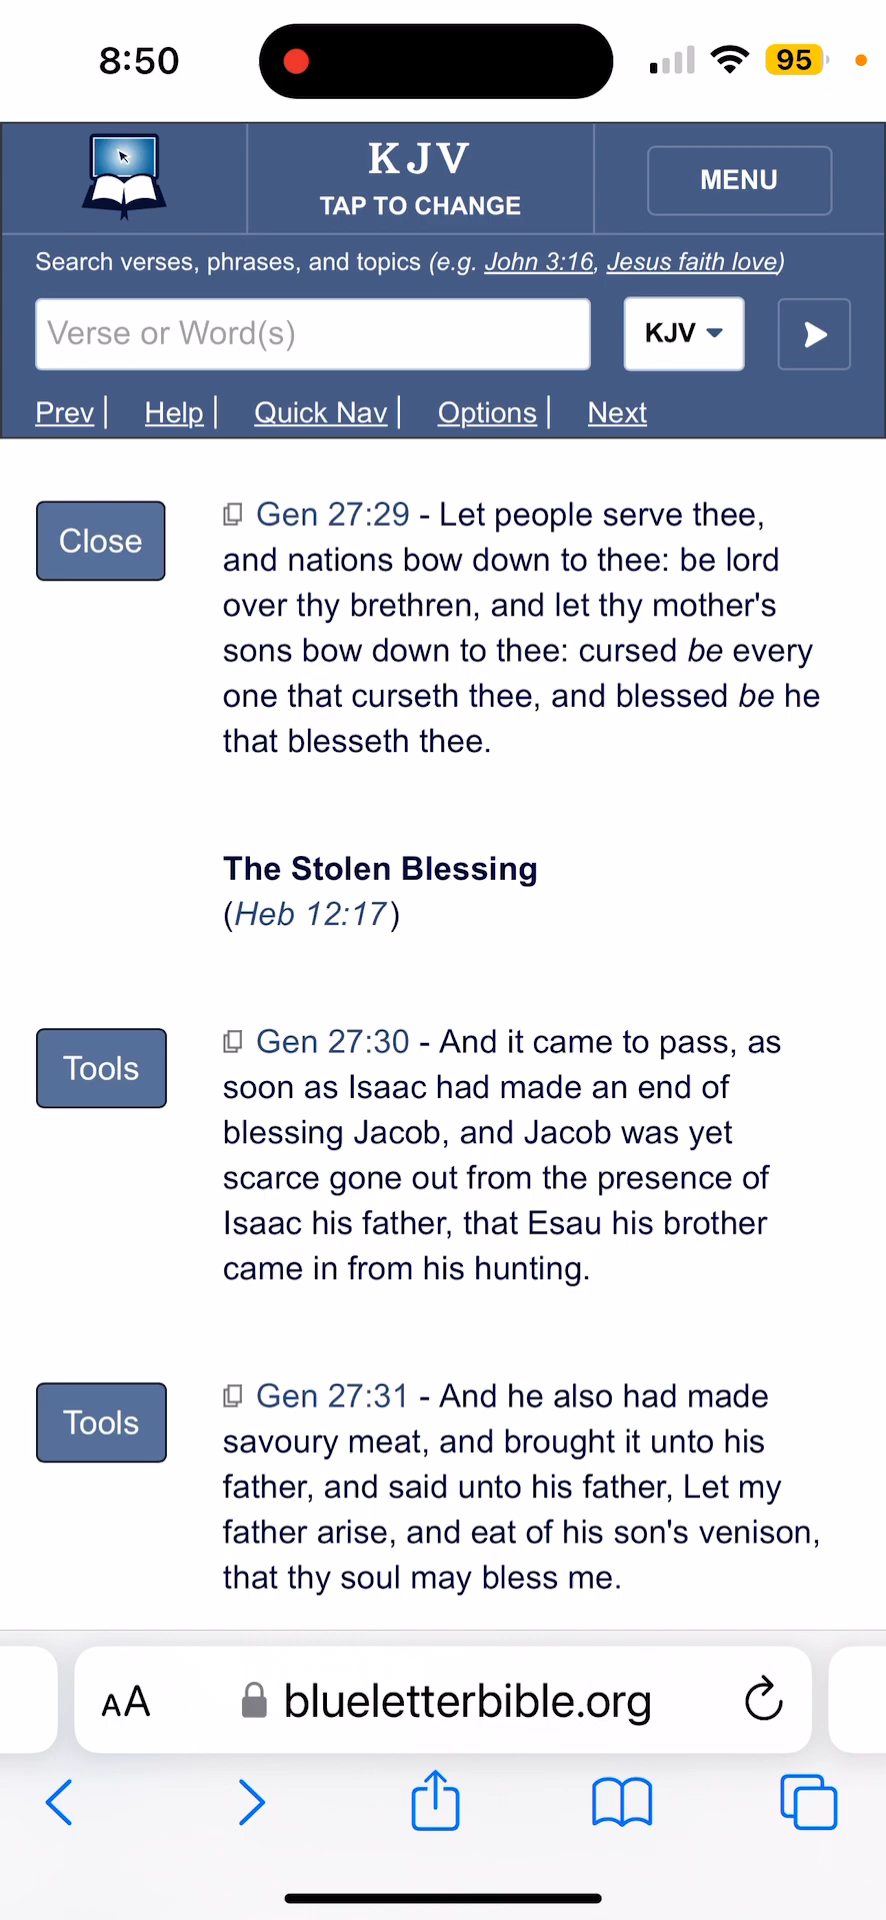 8:50
95
KJV
TAP TO CHANGE
MENU
Search verses, phrases, and topics (e.g. John 3:16, Jesus faith love)
Verse or Word(s)
KJV
Prev | Help | Quick Nav | Options | Next
Close
Gen 27:29 - Let people serve thee,
and nations bow down to thee: be lord
over thy brethren, and let thy mother's
sons bow down to thee: cursed be every
one that curseth thee, and blessed be he
that blesseth thee.
The Stolen Blessing
(Heb 12:17)
Tools
Gen 27:30 - And it came to pass, as
soon as Isaac had made an end of
blessing Jacob, and Jacob was yet
scarce gone out from the presence of
Isaac his father, that Esau his brother
came in from his hunting.
Tools
Gen 27:31 - And he also had made
savoury meat, and brought it unto his
father, and said unto his father, Let my
father arise, and eat of his son's venison,
that thy soul may bless me.
AA blueletterbible.org